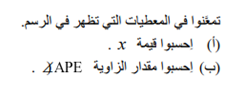 تمعّنوا في المعطيات التي تظهر في الرسم.
(أ) إحسبوا قيمة x .
(ب) إحسبوا مقدار الزاوية ∡APE .